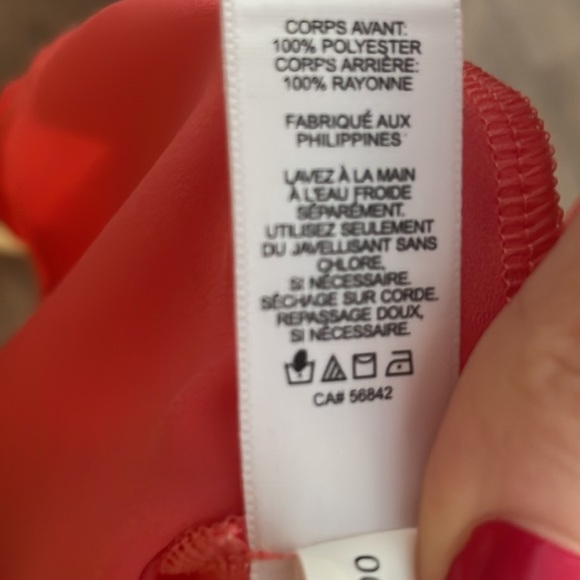 CORPS AVANT:
100% POLYESTER
CORPS ARRIÈRE:
100% RAYONNE
FABRIQUÉ AUX
PHILIPPINES
LAVEZ À LA MAIN
À L'EAU FROIDE
SÉPARÉMENT.
UTILISEZ SEULEMENT
DU JAVELLISANT SANS
CHLORE,
SI NÉCESSAIRE.
SÉCHAGE SUR CORDE.
REPASSAGE DOUX,
SI NÉCESSAIRE.
CA# 56842